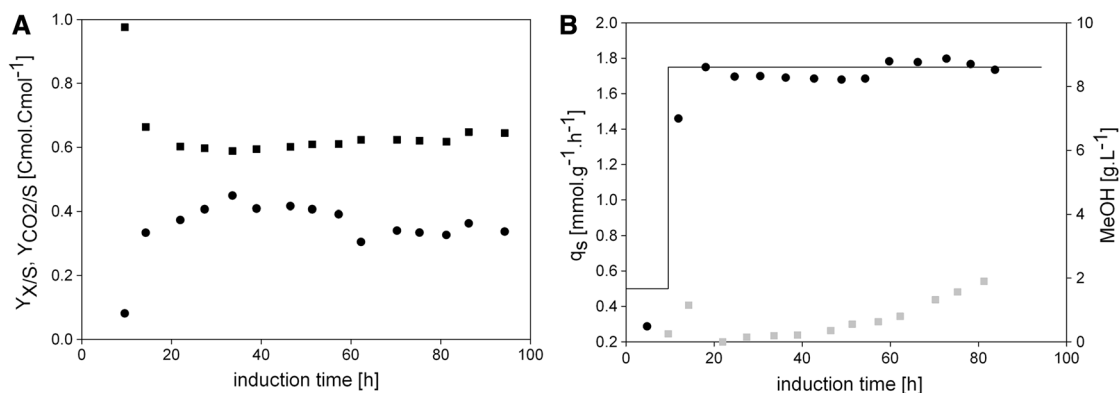 A
Y_X/S, Y_CO2/S [Cmol.Cmol⁻¹]
1.0
0.8
0.6
0.4
0.2
0.0
0 20 40 60 80 100
induction time [h]
B
q_s [mmol.g⁻¹.h⁻¹]
2.0
1.8
1.6
1.4
1.2
1.0
0.8
0.6
0.4
0.2
0 20 40 60 80 100
induction time [h]
10
8
6
4
2
0
MeOH [g.L⁻¹]